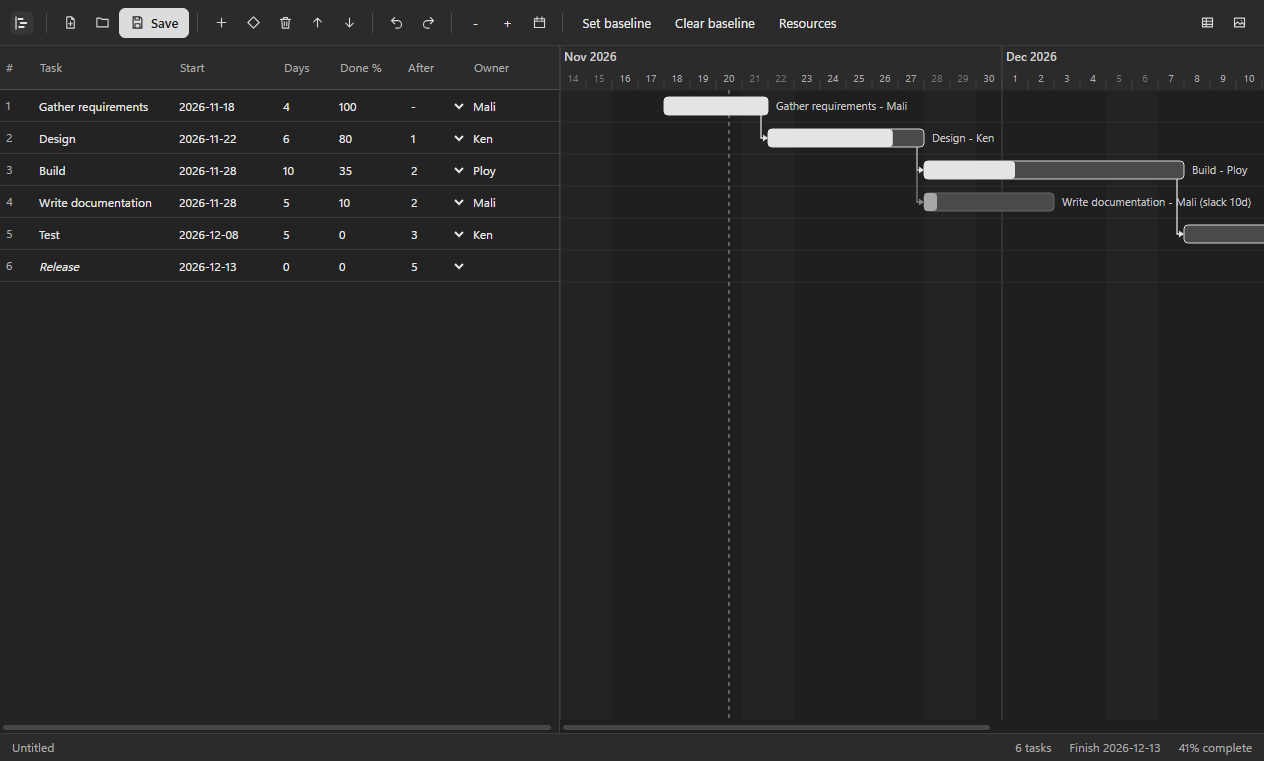 Save - + Set baseline Clear baseline Resources
# Task Start Days Done % After Owner
1 Gather requirements 2026-11-18 4 100 - Mali
2 Design 2026-11-22 6 80 1 Ken
3 Build 2026-11-28 10 35 2 Ploy
4 Write documentation 2026-11-28 5 10 2 Mali
5 Test 2026-12-08 5 0 3 Ken
6 Release 2026-12-13 0 0 5
Nov 2026 Dec 2026
14 15 16 17 18 19 20 21 22 23 24 25 26 27 28 29 30 1 2 3 4 5 6 7 8 9 10
Gather requirements - Mali
Design - Ken
Build - Ploy
Write documentation - Mali (slack 10d)
Untitled 6 tasks Finish 2026-12-13 41% complete